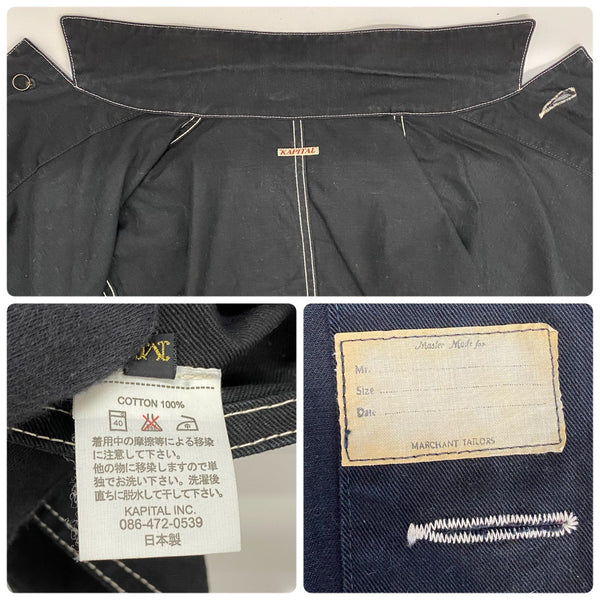 KAPITAL
M
COTTON 100%
40
着用中の摩擦等による移染
に注意して下さい。
他の物に移染しますので単
独でお洗い下さい。洗濯後
直ちに脱水して干して下さい。
KAPITAL INC.
086-472-0539
日本製
Master Made for
Mr.
Size
Date
MARCHANT TAILORS